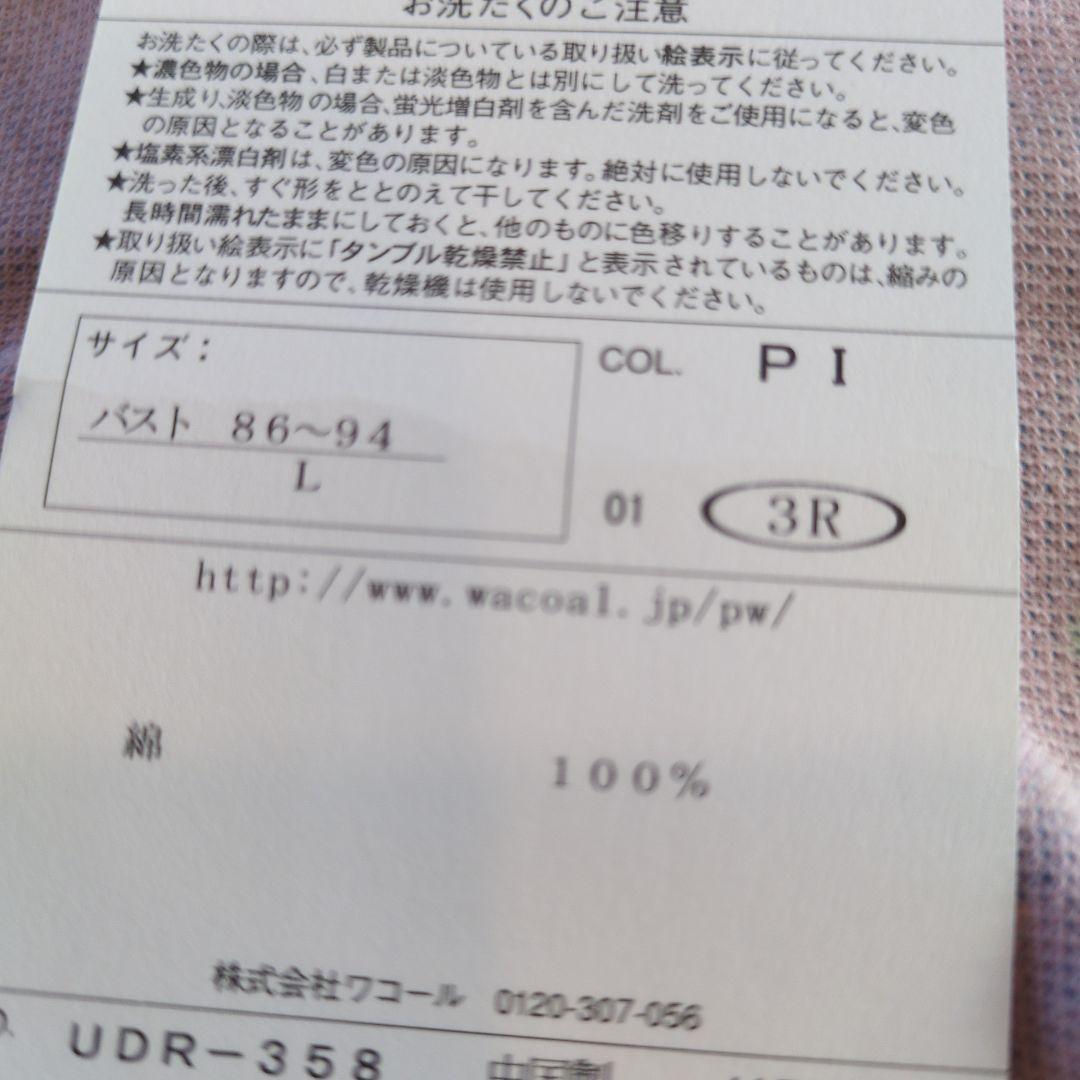 お洗たくのご注意
お洗たくの際は、必ず製品についている取り扱い絵表示に従ってください。
★濃色物の場合、白または淡色物とは別にして洗ってください。
★生成り、淡色物の場合、蛍光増白剤を含んだ洗剤をご使用になると、変色
の原因となることがあります。
★塩素系漂白剤は、変色の原因になります。絶対に使用しないでください。
★洗った後、すぐ形をととのえて干してください。
長時間濡れたままにしておくと、他のものに色移りすることがあります。
★取り扱い絵表示に「タンブル乾燥禁止」と表示されているものは、縮みの
原因となりますので、乾燥機は使用しないでください。
サイズ:
COL. PI
バスト 86~94
L
01 3R
http://www.wacoal.jp/pw/
綿 100%
株式会社ワコール 0120-307-056
UDR-358 中国製